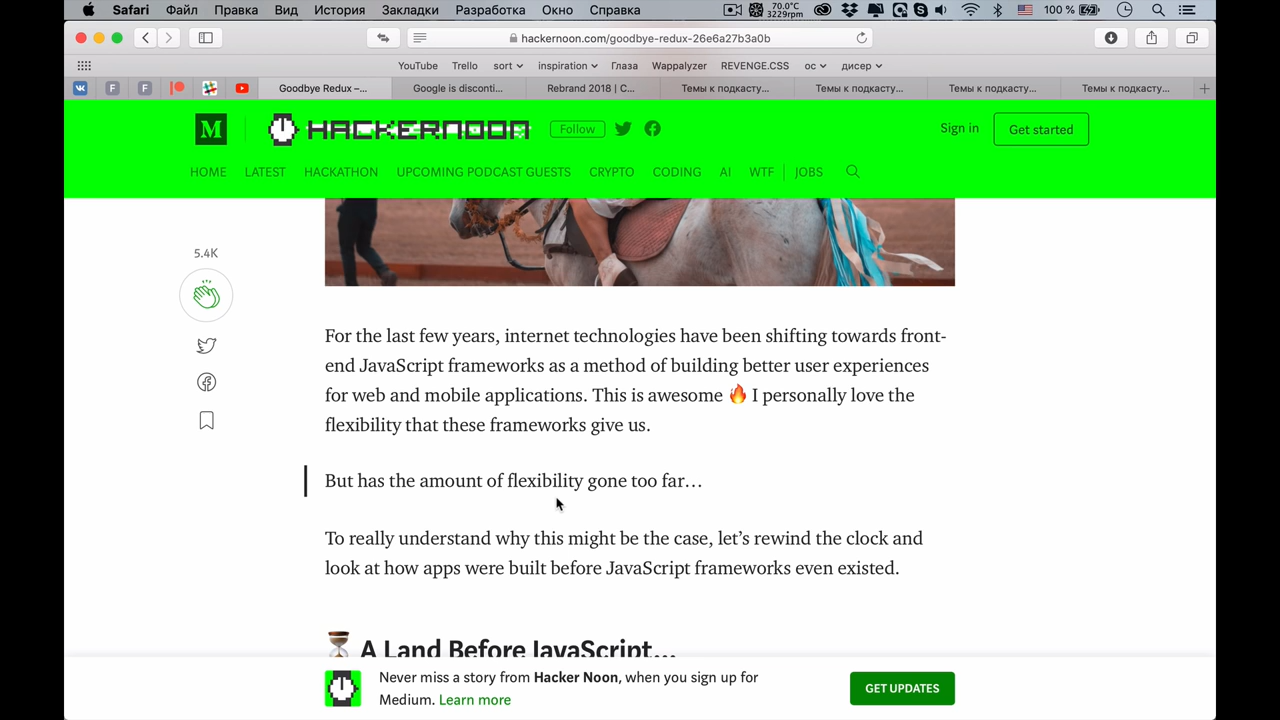 Safari Файл Правка Вид История Закладки Разработка Окно Справка 70.0°C 3229rpm 100 %
hackernoon.com/goodbye-redux-26e6a27b3a0b
YouTube Trello sort inspiration Глаза Wappalyzer REVENGE.CSS ос дисер
F F Goodbye Redux –... Google is disconti... Rebrand 2018 | C... Темы к подкасту... Темы к подкасту... Темы к подкасту... Темы к подкасту...
M HACKERNOON Follow Sign in Get started
HOME LATEST HACKATHON UPCOMING PODCAST GUESTS CRYPTO CODING AI WTF JOBS
5.4K
For the last few years, internet technologies have been shifting towards front-
end JavaScript frameworks as a method of building better user experiences
for web and mobile applications. This is awesome 🔥 I personally love the
flexibility that these frameworks give us.
But has the amount of flexibility gone too far…
To really understand why this might be the case, let’s rewind the clock and
look at how apps were built before JavaScript frameworks even existed.
⏳ A Land Before JavaScript…
Never miss a story from Hacker Noon, when you sign up for
Medium. Learn more
GET UPDATES